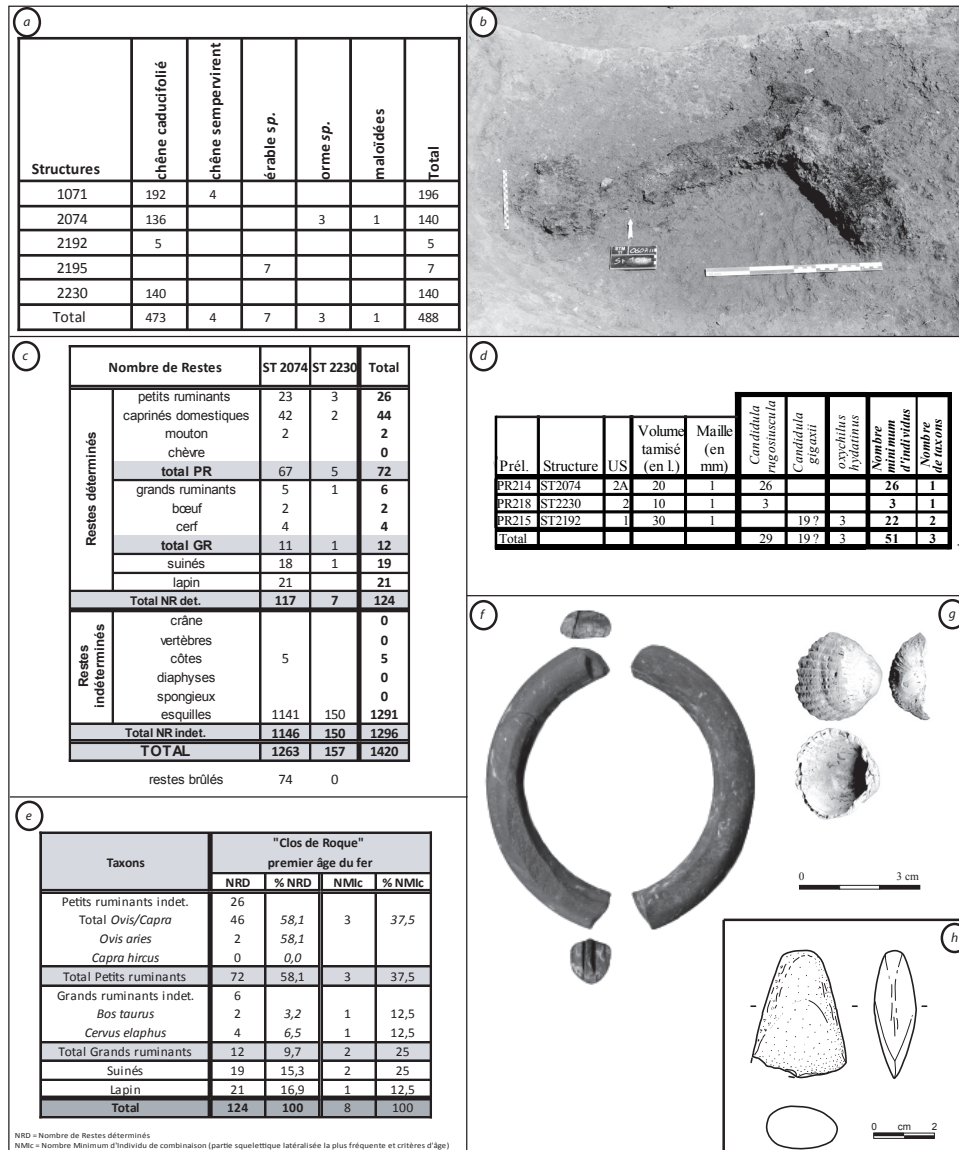 a
Structures chêne caducifolié chêne sempervirent érable sp. orme sp. maloïdées Total
1071 192 4 196
2074 136 3 1 140
2192 5 5
2195 7 7
2230 140 140
Total 473 4 7 3 1 488
b
c
Nombre de Restes ST 2074 ST 2230 Total
Restes déterminés
petits ruminants 23 3 26
caprinés domestiques 42 2 44
mouton 2 2
chèvre 0
total PR 67 5 72
grands ruminants 5 1 6
bœuf 2 2
cerf 4 4
total GR 11 1 12
suinés 18 1 19
lapin 21 21
Total NR det. 117 7 124
Restes indéterminés
crâne 0
vertèbres 0
côtes 5 5
diaphyses 0
spongieux 0
esquilles 1141 150 1291
Total NR indet. 1146 150 1296
TOTAL 1263 157 1420
restes brûlés 74 0
d
Prél. Structure US Volume tamisé (en l.) Maille (en mm) Candidula rugosiuscula Candidula gigaxii oxychilus hydatinus Nombre minimum d'individus Nombre de taxons
PR214 ST2074 2A 20 1 26 26 1
PR218 ST2230 2 10 1 3 3 1
PR215 ST2192 1 30 1 19 ? 3 22 2
Total 29 19 ? 3 51 3
e
Taxons "Clos de Roque"
premier âge du fer
NRD % NRD NMIc % NMIc
Petits ruminants indet. 26
Total Ovis/Capra 46 58,1 3 37,5
Ovis aries 2 58,1
Capra hircus 0 0,0
Total Petits ruminants 72 58,1 3 37,5
Grands ruminants indet. 6
Bos taurus 2 3,2 1 12,5
Cervus elaphus 4 6,5 1 12,5
Total Grands ruminants 12 9,7 2 25
Suinés 19 15,3 2 25
Lapin 21 16,9 1 12,5
Total 124 100 8 100
NRD = Nombre de Restes déterminés
NMIc = Nombre Minimum d'Individu de combinaison (partie squelettique latéralisée la plus fréquente et critères d'âge)
f
g
0 3 cm
h
0 cm 2